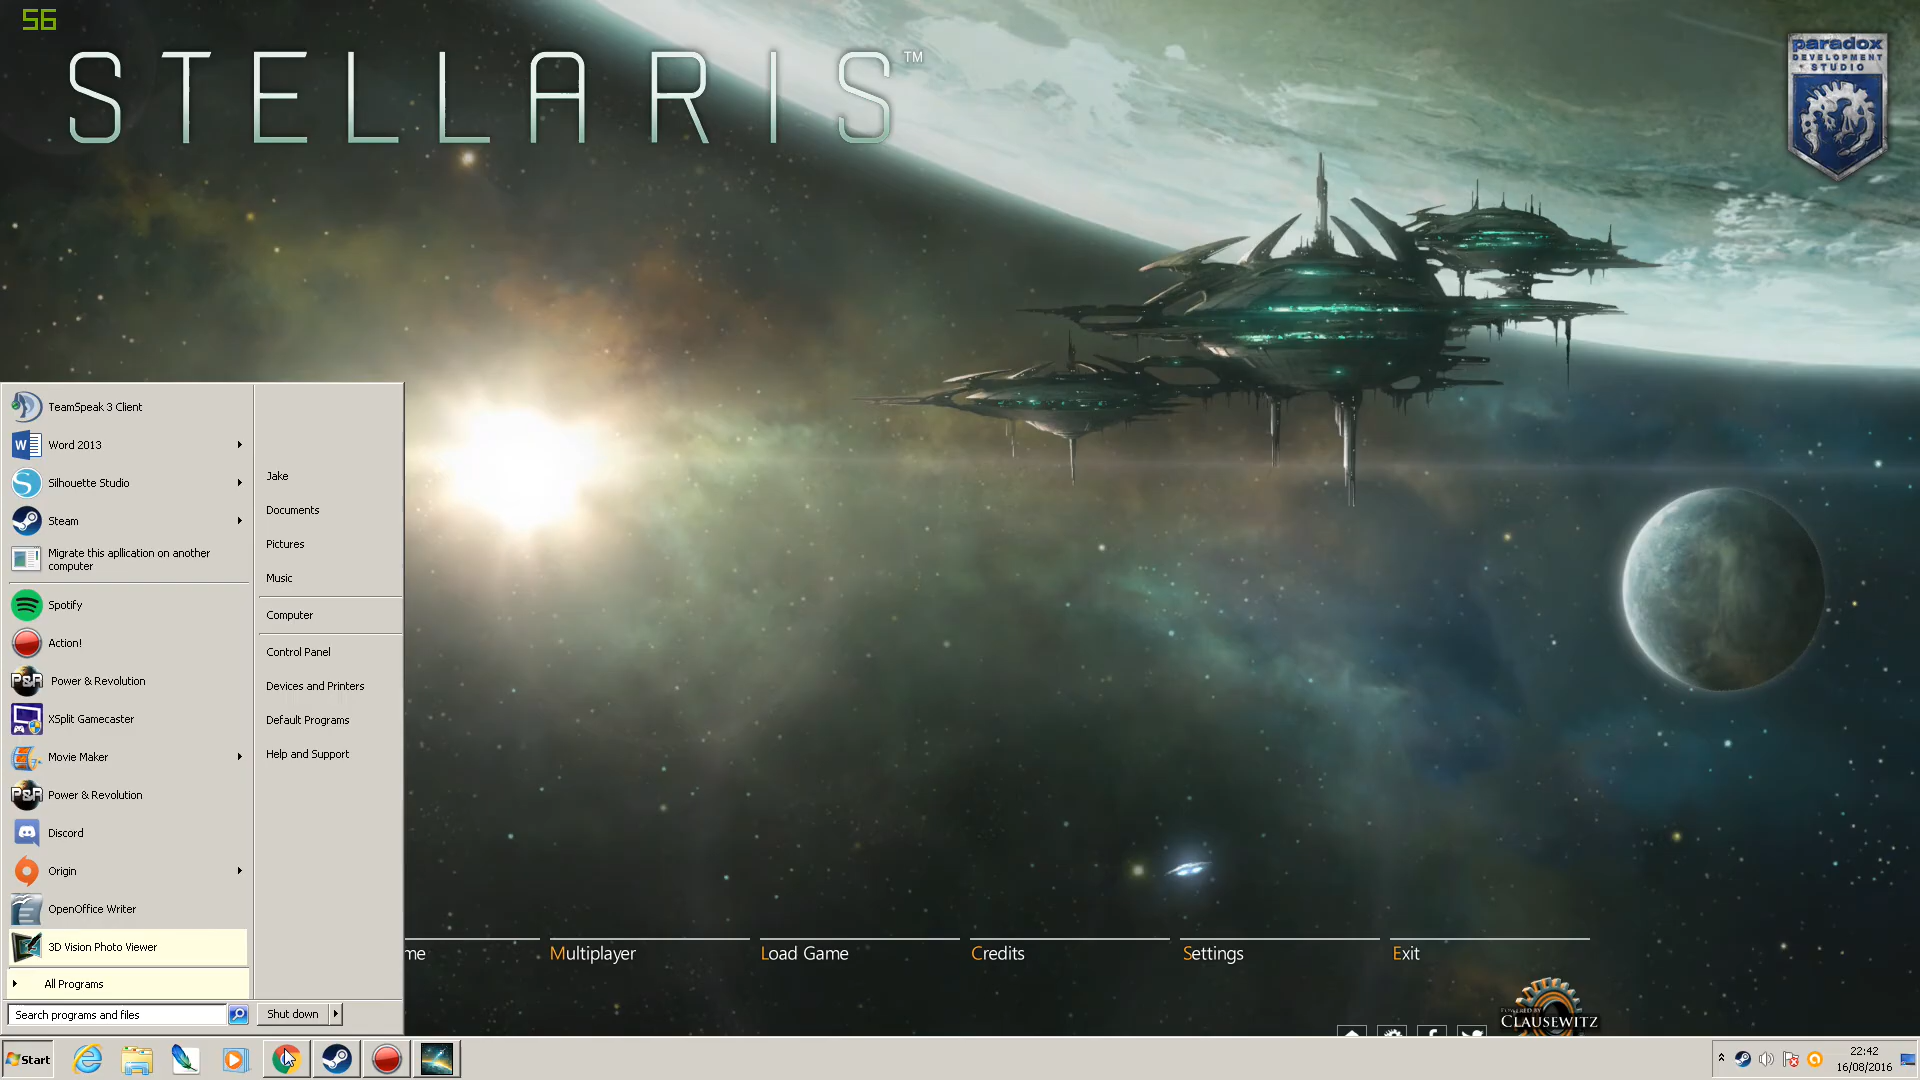 56
STELLARIS™
paradox
DEVELOPMENT
STUDIO
TeamSpeak 3 Client
Word 2013
Silhouette Studio
Steam
Migrate this apllication on another
computer
Spotify
Action!
P&R Power & Revolution
XSplit Gamecaster
Movie Maker
P&R Power & Revolution
Discord
Origin
OpenOffice Writer
3D Vision Photo Viewer
All Programs
Search programs and files
Jake
Documents
Pictures
Music
Computer
Control Panel
Devices and Printers
Default Programs
Help and Support
Shut down
me
Multiplayer
Load Game
Credits
Settings
Exit
POWERED BY
CLAUSEWITZ
Start
22:42
16/08/2016